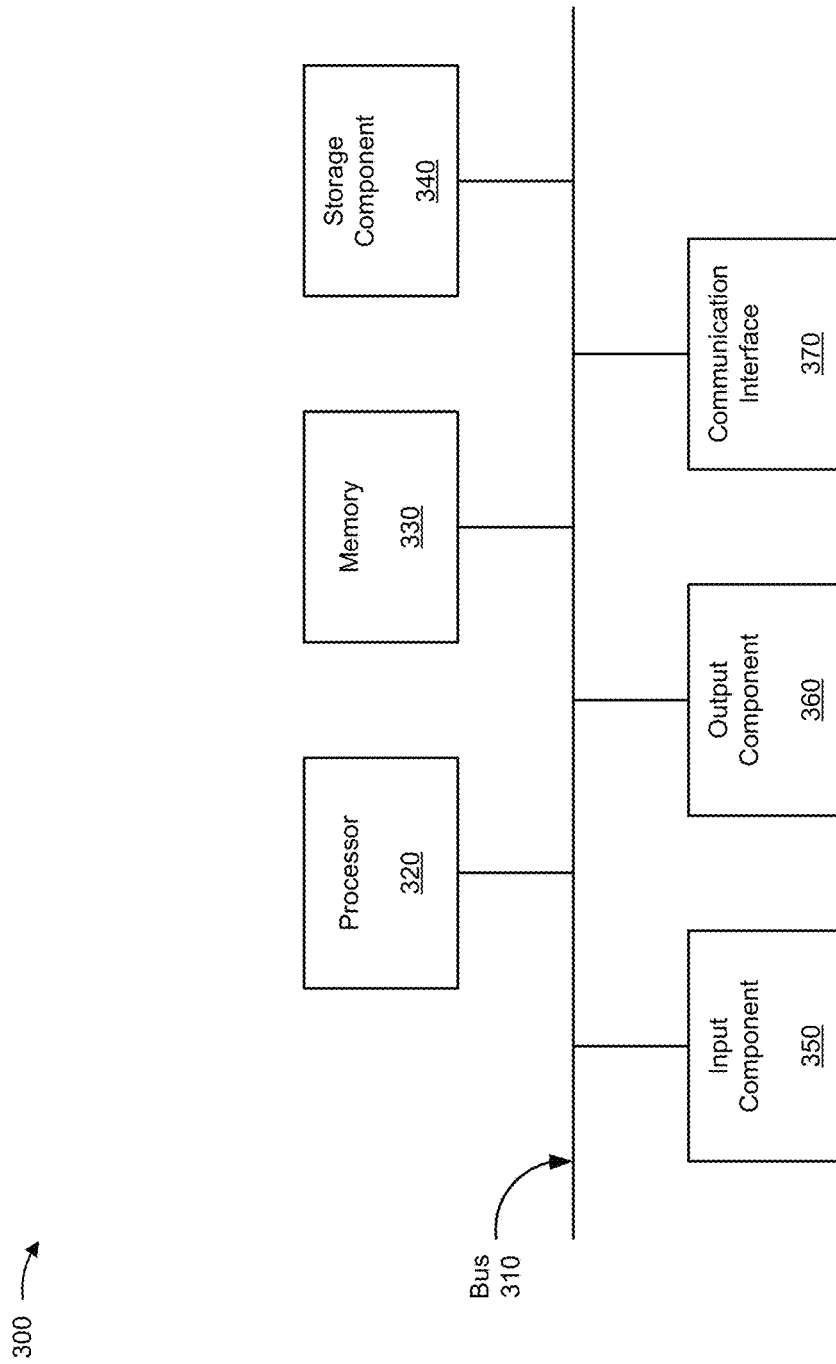 300
Bus
310
Processor
320
Memory
330
Storage
Component
340
Input
Component
350
Output
Component
360
Communication
Interface
370